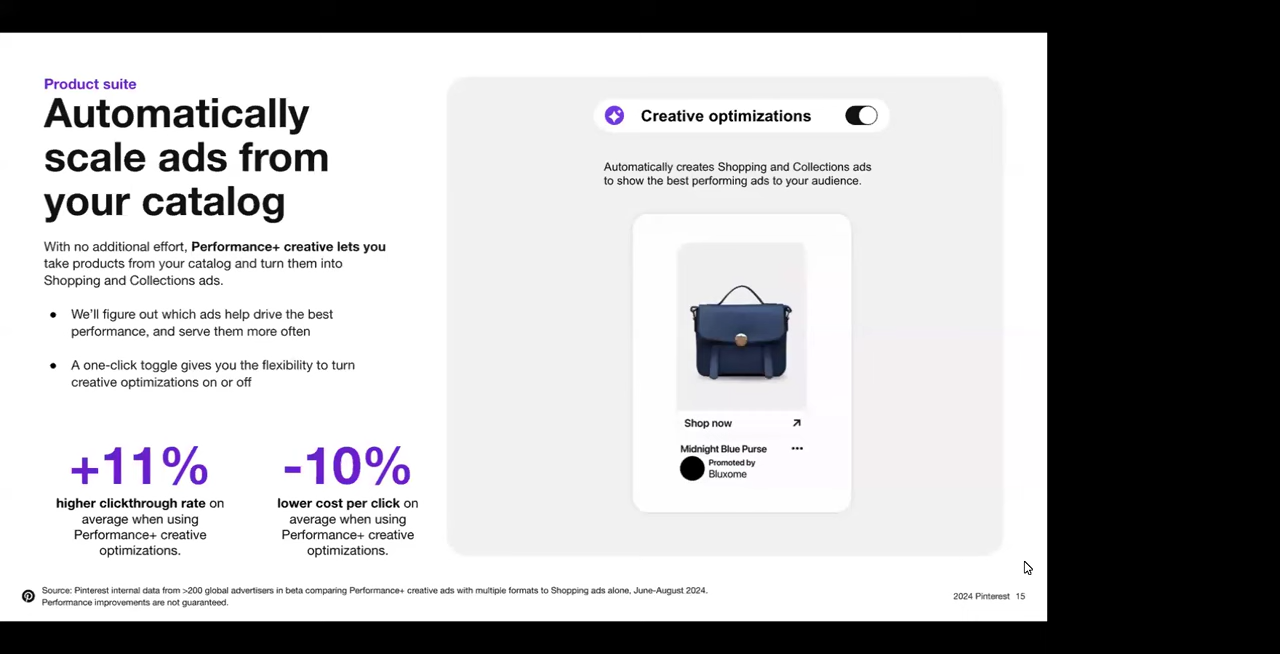 Product suite
Automatically
scale ads from
your catalog
With no additional effort, Performance+ creative lets you
take products from your catalog and turn them into
Shopping and Collections ads.
● We'll figure out which ads help drive the best
performance, and serve them more often
● A one-click toggle gives you the flexibility to turn
creative optimizations on or off
+11%
higher clickthrough rate on
average when using
Performance+ creative
optimizations.
-10%
lower cost per click on
average when using
Performance+ creative
optimizations.
Creative optimizations
Automatically creates Shopping and Collections ads
to show the best performing ads to your audience.
Shop now
Midnight Blue Purse
Promoted by
Bluxome
Source: Pinterest internal data from >200 global advertisers in beta comparing Performance+ creative ads with multiple formats to Shopping ads alone, June-August 2024.
Performance improvements are not guaranteed.
2024 Pinterest 15